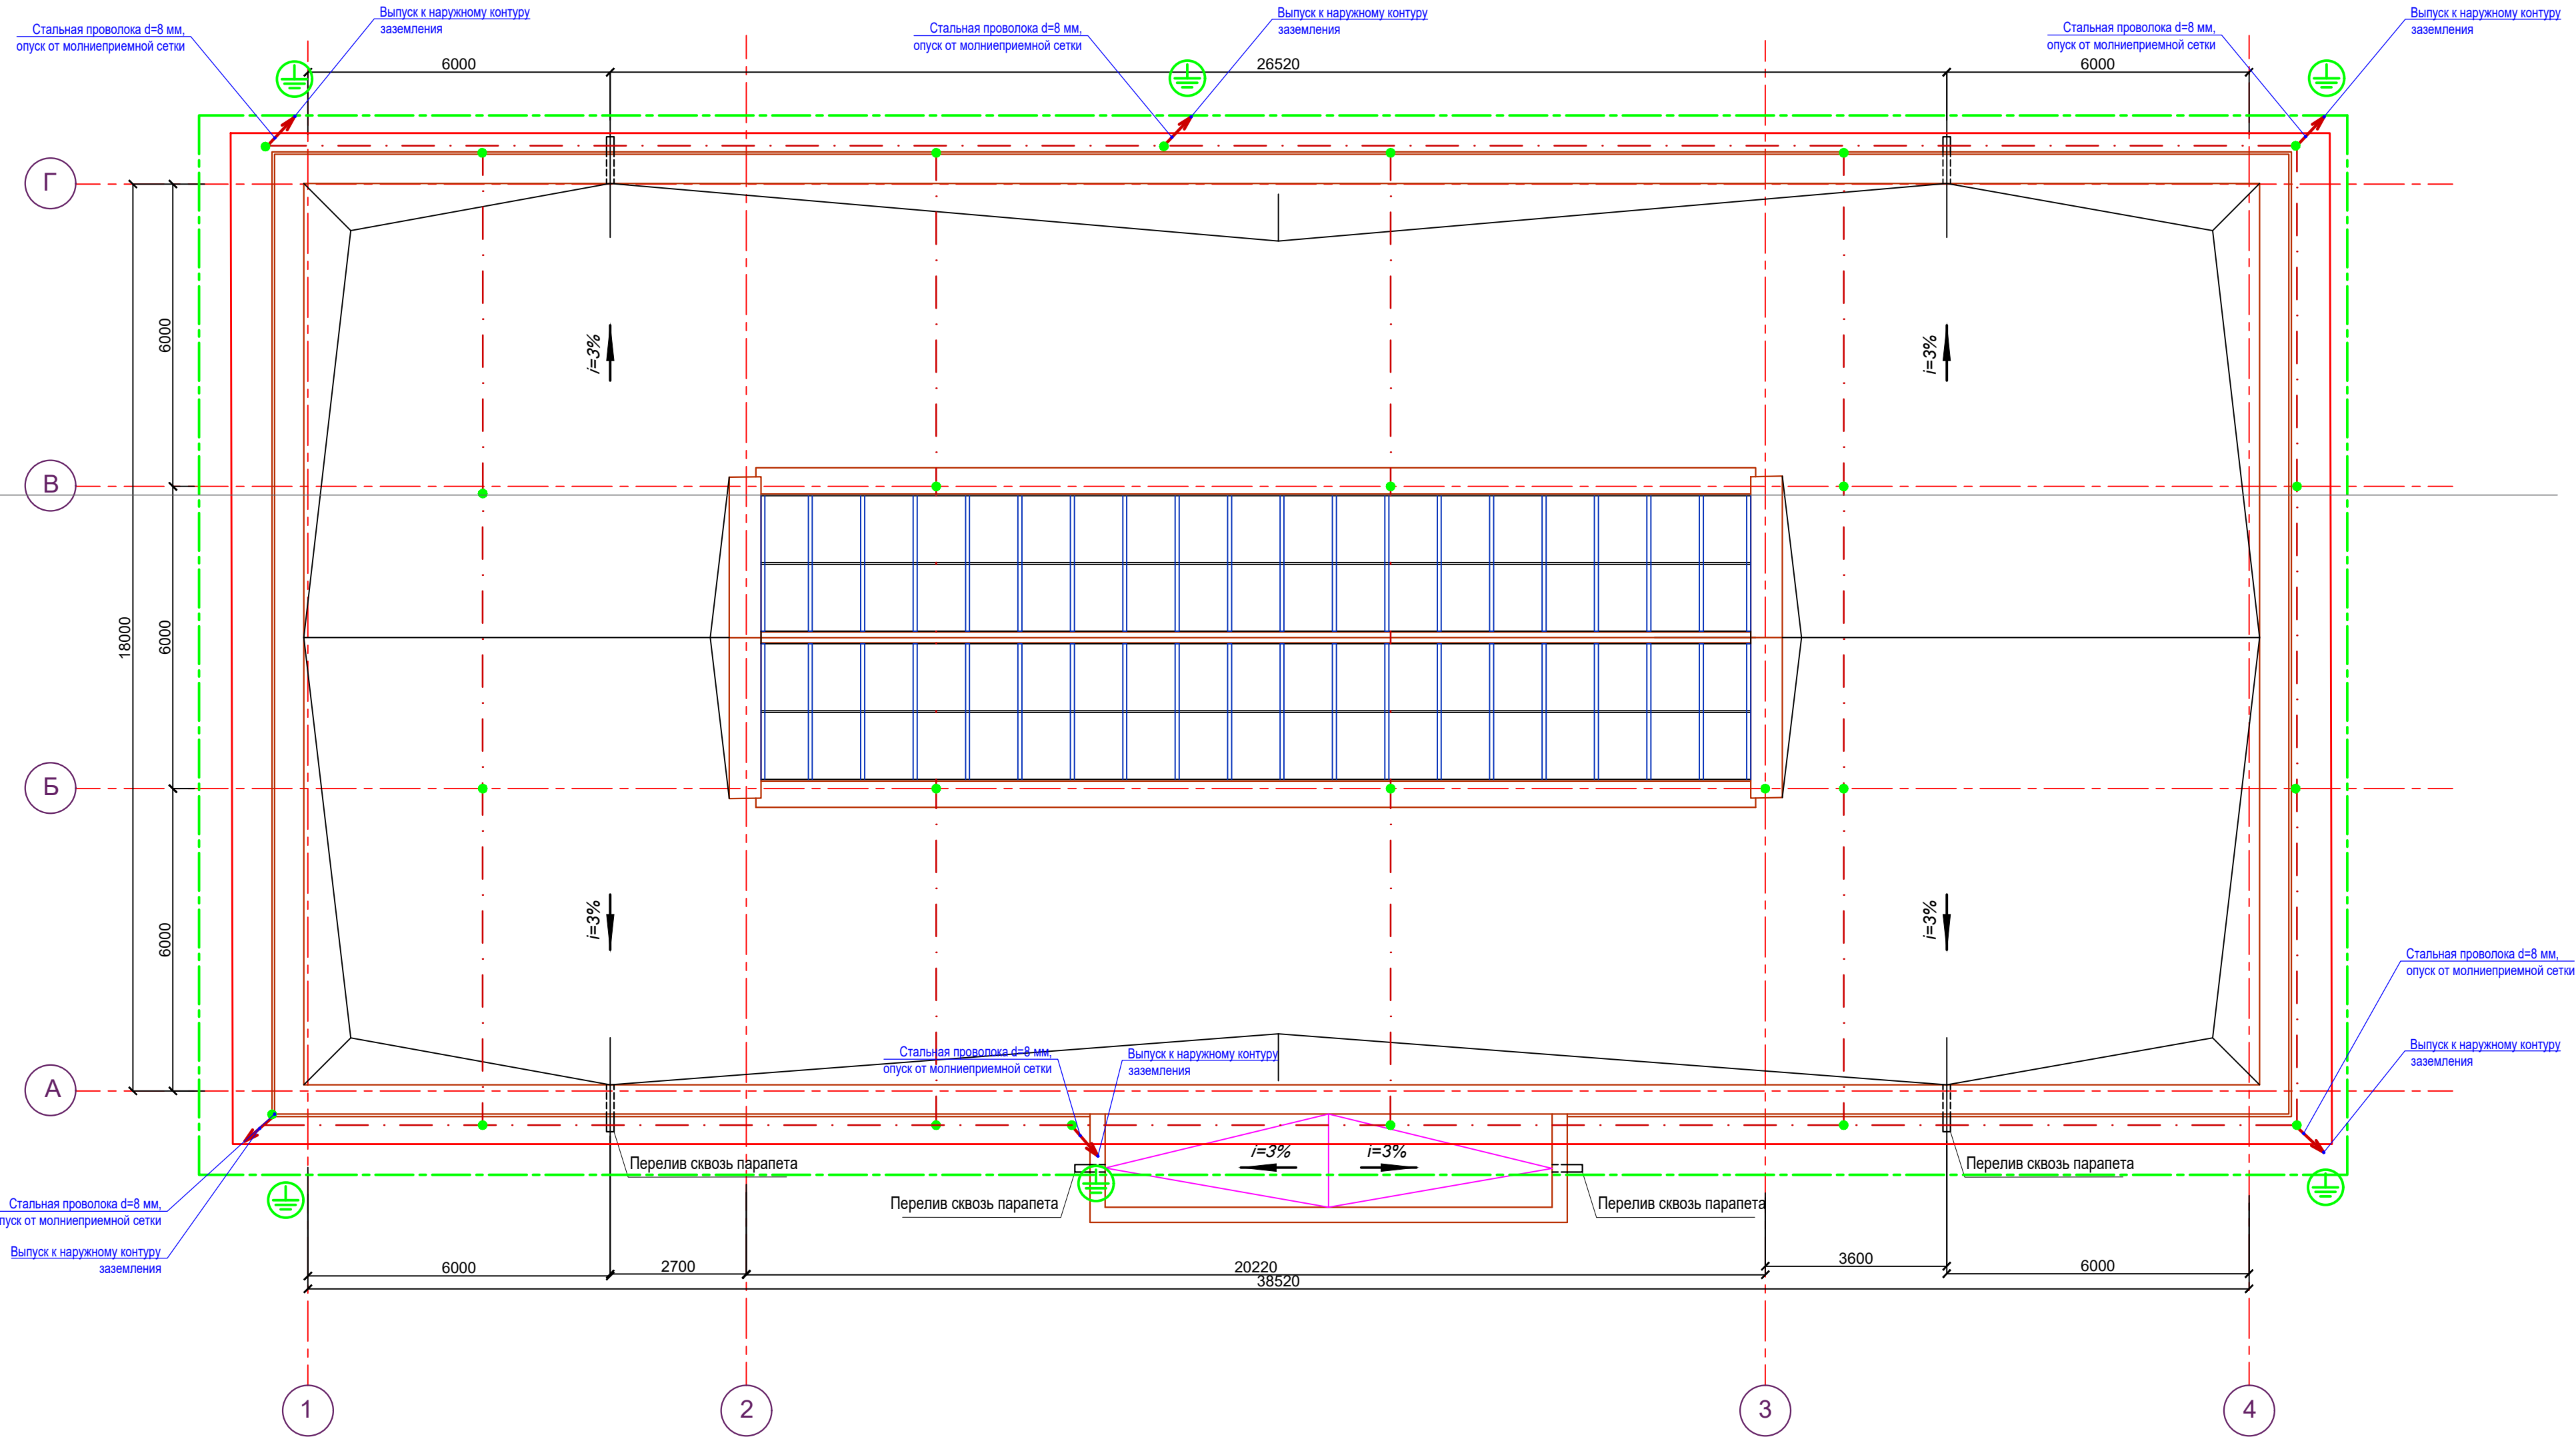 Стальная проволока d=8 мм,
опуск от молниеприемной сетки
Выпуск к наружному контуру
заземления
Стальная проволока d=8 мм,
опуск от молниеприемной сетки
Выпуск к наружному контуру
заземления
Стальная проволока d=8 мм,
опуск от молниеприемной сетки
Выпуск к наружному контуру
заземления
6000
26520
6000
Г
В
Б
А
18000
6000
6000
6000
i=3%
i=3%
i=3%
i=3%
Стальная проволока d=8 мм,
опуск от молниеприемной сетки
Выпуск к наружному контуру
заземления
Стальная проволока d=8 мм,
опуск от молниеприемной сетки
Выпуск к наружному контуру
заземления
i=3%
i=3%
Перелив сквозь парапета
Перелив сквозь парапета
Перелив сквозь парапета
Перелив сквозь парапета
Стальная проволока d=8 мм,
пуск от молниеприемной сетки
Выпуск к наружному контуру
заземления
6000
2700
20220
3600
6000
38520
1
2
3
4